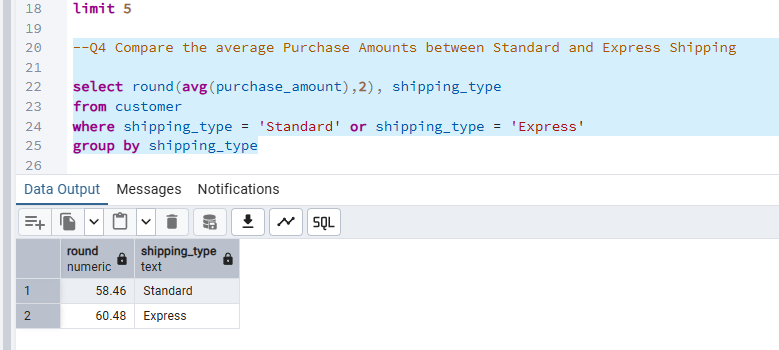 18 limit 5
19
20 --Q4 Compare the average Purchase Amounts between Standard and Express Shipping
21
22 select round(avg(purchase_amount),2), shipping_type
23 from customer
24 where shipping_type = 'Standard' or shipping_type = 'Express'
25 group by shipping_type
26
Data Output Messages Notifications
SQL
round shipping_type
numeric text
1 58.46 Standard
2 60.48 Express